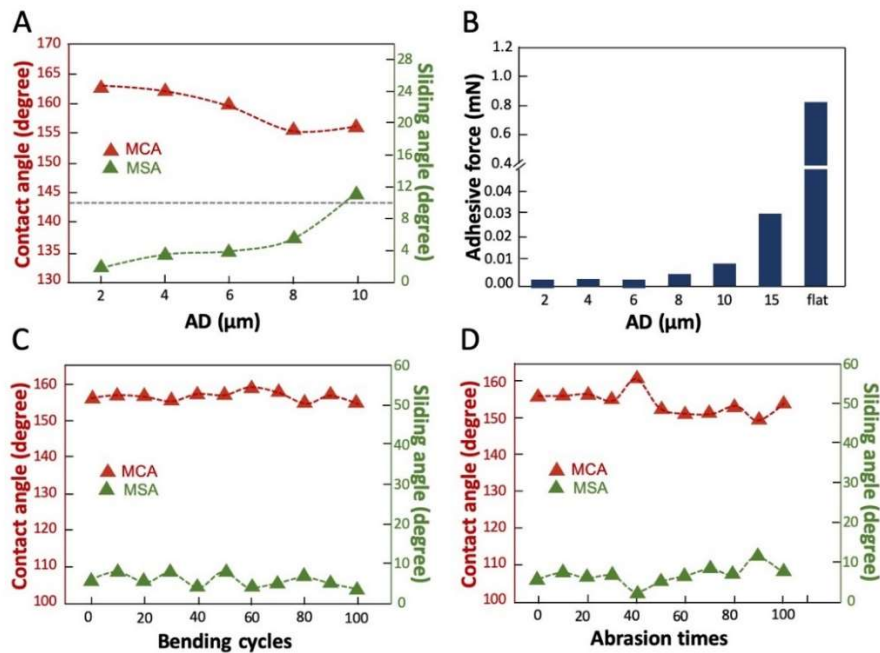 A
Contact angle (degree)
170
165
160
155
150
145
140
135
130
MCA
MSA
28
24
20
16
12
8
4
0
Sliding angle (degree)
2 4 6 8 10
AD (μm)
B
Adhesive force (mN)
1.2
1.0
0.8
0.6
0.4
0.04
0.03
0.02
0.01
0.00
2 4 6 8 10 15 flat
AD (μm)
C
Contact angle (degree)
160
150
140
130
120
110
100
MCA
MSA
60
50
40
30
20
10
0
Sliding angle (degree)
0 20 40 60 80 100
Bending cycles
D
Contact angle (degree)
160
150
140
130
120
110
100
MCA
MSA
60
50
40
30
20
10
0
Sliding angle (degree)
0 20 40 60 80 100
Abrasion times